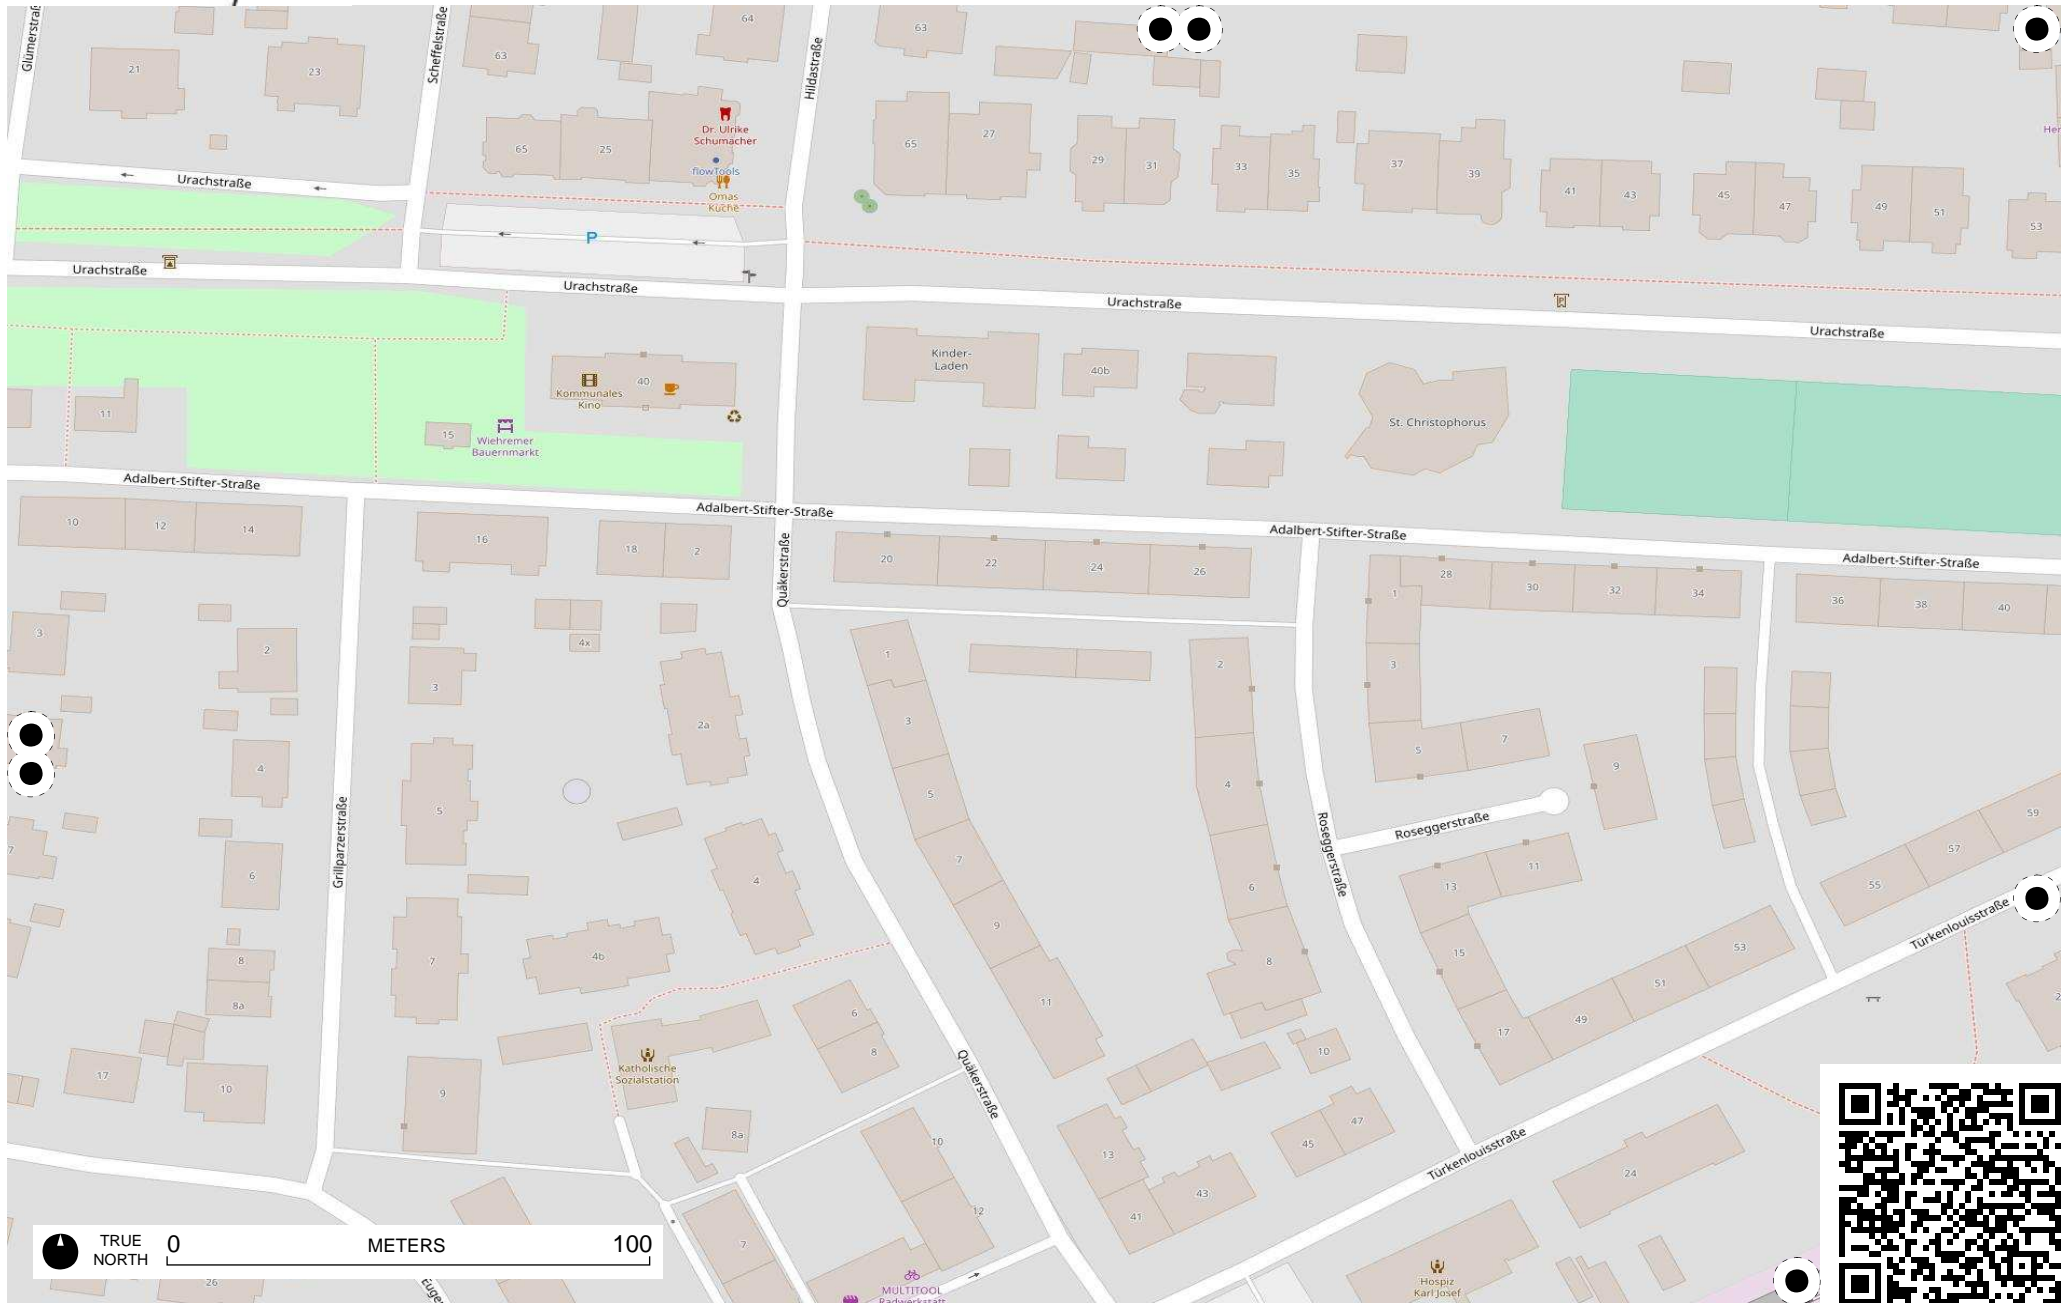 Glümerstraß
Scheffelstraße
Hildastraße
64
63
63
21
23
Dr. Ulrike
Schumacher
flowTools
Omas
Küche
65
25
65
27
29
31
33
35
37
39
41
43
45
47
49
51
53
Her
Urachstraße
P
Urachstraße
Urachstraße
Urachstraße
Urachstraße
Kinder-
Laden
40b
40
Kommunales
Kino
St. Christophorus
11
15
Wiehremer
Bauernmarkt
Adalbert-Stifter-Straße
Adalbert-Stifter-Straße
Adalbert-Stifter-Straße
Adalbert-Stifter-Straße
10
12
14
16
18
2
Quäkerstraße
20
22
24
26
1
28
30
32
34
36
38
40
3
2
4x
3
1
2
3
2a
3
5
7
4
5
4
9
5
Roseggerstraße
Roseggerstraße
59
57
55
7
6
Grillparzerstraße
4
7
6
13
11
9
15
53
Türkenlouisstraße
8
8a
7
4b
8
51
49
17
11
6
8
2
Katholische
Sozialstation
10
17
10
9
Quäkerstraße
8a
10
13
45
47
Türkenlouisstraße
24
43
41
12
7
TRUE
NORTH
0
METERS
100
26
Euge
MULTITOOL
Radwerkstatt
Hospiz
Karl Josef